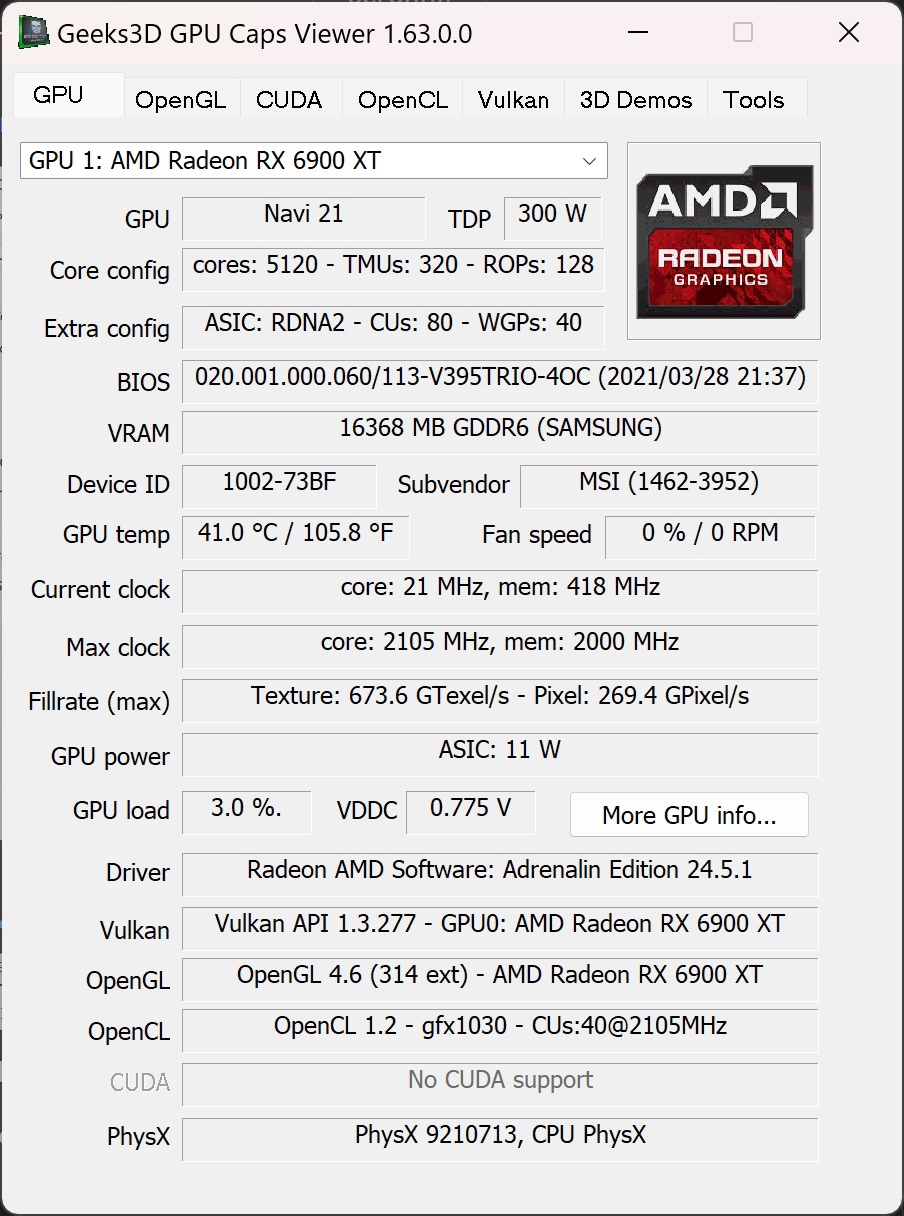 Geeks3D GPU Caps Viewer 1.63.0.0
GPU OpenGL CUDA OpenCL Vulkan 3D Demos Tools
GPU 1: AMD Radeon RX 6900 XT
AMD
RADEON
GRAPHICS
GPU Navi 21 TDP 300 W
Core config cores: 5120 - TMUs: 320 - ROPs: 128
Extra config ASIC: RDNA2 - CUs: 80 - WGPs: 40
BIOS 020.001.000.060/113-V395TRIO-4OC (2021/03/28 21:37)
VRAM 16368 MB GDDR6 (SAMSUNG)
Device ID 1002-73BF Subvendor MSI (1462-3952)
GPU temp 41.0 °C / 105.8 °F Fan speed 0 % / 0 RPM
Current clock core: 21 MHz, mem: 418 MHz
Max clock core: 2105 MHz, mem: 2000 MHz
Fillrate (max) Texture: 673.6 GTexel/s - Pixel: 269.4 GPixel/s
GPU power ASIC: 11 W
GPU load 3.0 %. VDDC 0.775 V More GPU info...
Driver Radeon AMD Software: Adrenalin Edition 24.5.1
Vulkan Vulkan API 1.3.277 - GPU0: AMD Radeon RX 6900 XT
OpenGL OpenGL 4.6 (314 ext) - AMD Radeon RX 6900 XT
OpenCL OpenCL 1.2 - gfx1030 - CUs:40@2105MHz
CUDA No CUDA support
PhysX PhysX 9210713, CPU PhysX